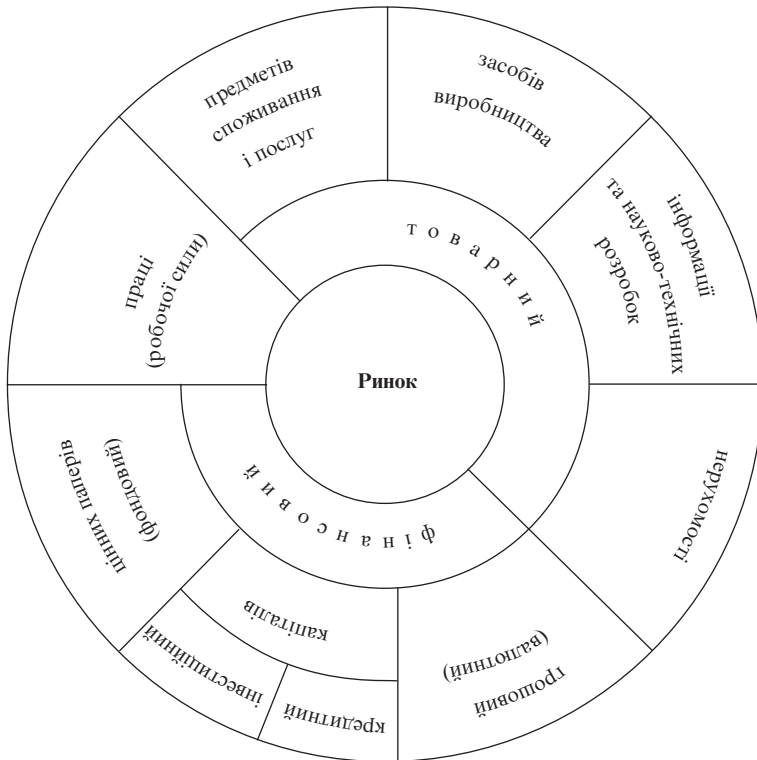 предметів
споживання
і послуг
засобів
виробництва
інформації
та науково-технічних
розробок
праці
(робочої сили)
товарний
Ринок
нерухомості
цінних паперів
(фондовий)
фінансовий
капіталів
інвестиційний
кредитний
грошовий
(валютний)